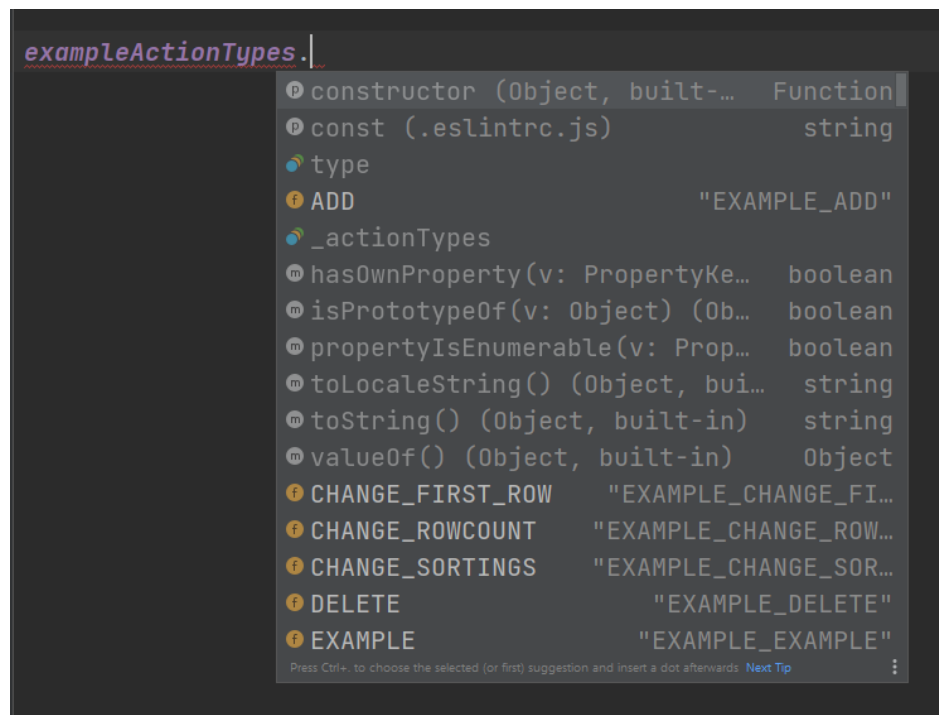 exampleActionTypes.
constructor (Object, built-… Function
const (.eslintrc.js) string
type
ADD "EXAMPLE_ADD"
_actionTypes
hasOwnProperty(v: PropertyKe… boolean
isPrototypeOf(v: Object) (Ob… boolean
propertyIsEnumerable(v: Prop… boolean
toLocaleString() (Object, bui… string
toString() (Object, built-in) string
valueOf() (Object, built-in) Object
CHANGE_FIRST_ROW "EXAMPLE_CHANGE_FI…
CHANGE_ROWCOUNT "EXAMPLE_CHANGE_ROW…
CHANGE_SORTINGS "EXAMPLE_CHANGE_SOR…
DELETE "EXAMPLE_DELETE"
EXAMPLE "EXAMPLE_EXAMPLE"
Press Ctrl+. to choose the selected (or first) suggestion and insert a dot afterwards Next Tip